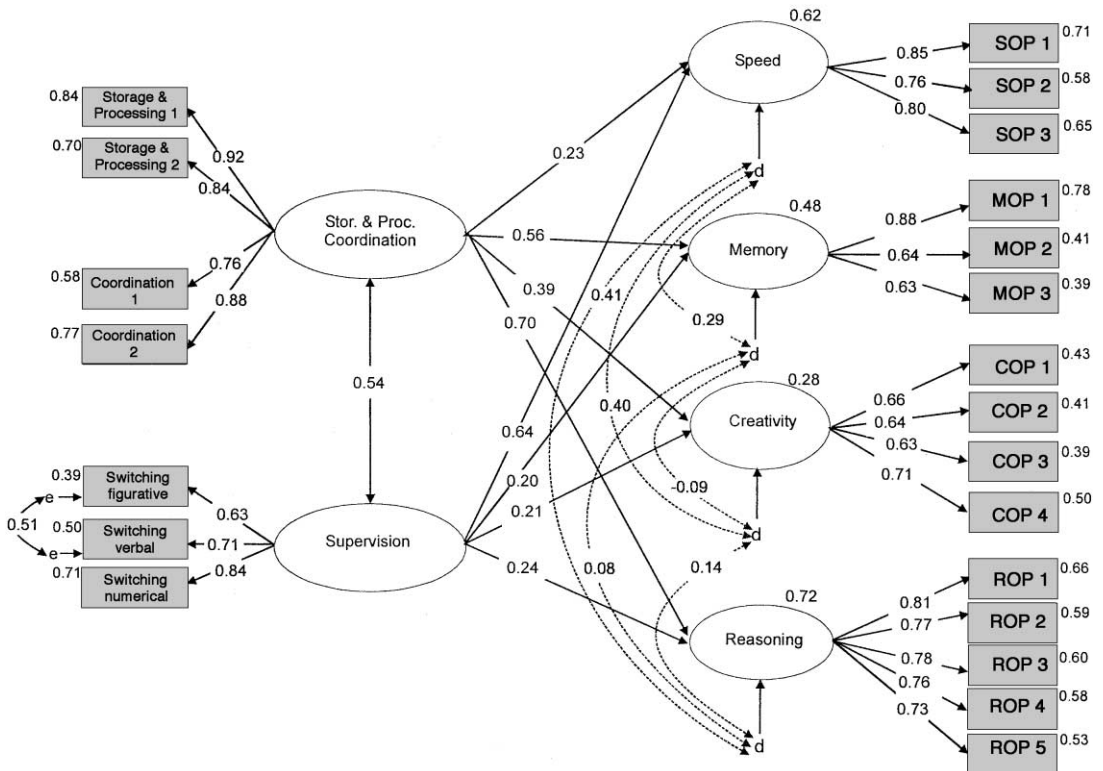 0.84
Storage &
Processing 1
0.70
Storage &
Processing 2
0.92
0.84
0.58
Coordination
1
0.76
0.77
Coordination
2
0.88
Stor. & Proc.
Coordination
0.54
0.39
Switching
figurative
0.63
e
0.51
0.50
Switching
verbal
0.71
e
0.71
Switching
numerical
0.84
Supervision
0.23
0.56
0.39
0.70
0.64
0.20
0.21
0.24
0.41
0.29
0.40
-0.09
0.08
0.14
0.62
Speed
d
0.48
Memory
d
0.28
Creativity
d
0.72
Reasoning
d
0.85
SOP 1
0.71
0.76
SOP 2
0.58
0.80
SOP 3
0.65
0.88
MOP 1
0.78
0.64
MOP 2
0.41
0.63
MOP 3
0.39
0.66
COP 1
0.43
0.64
COP 2
0.41
0.63
COP 3
0.39
0.71
COP 4
0.50
0.81
ROP 1
0.66
0.77
ROP 2
0.59
0.78
ROP 3
0.60
0.76
ROP 4
0.58
0.73
ROP 5
0.53